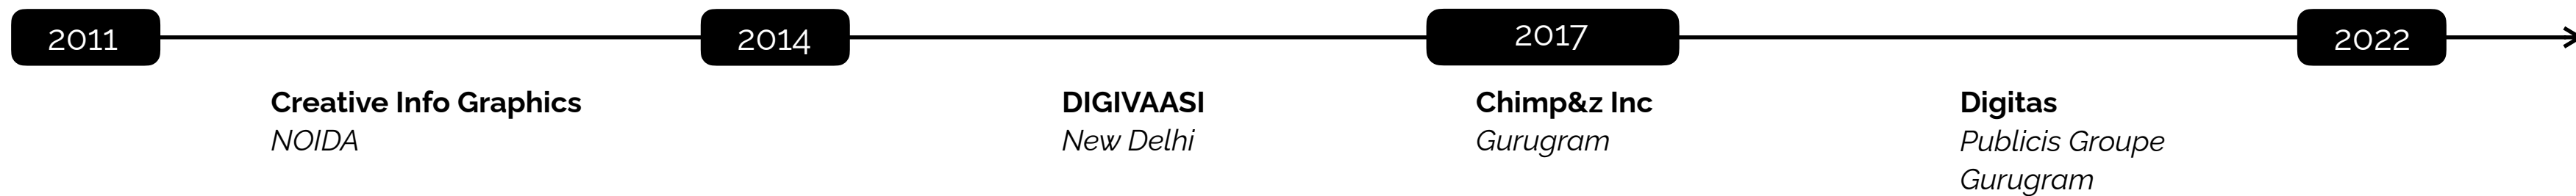 2011
2014
2017
2022
Creative Info Graphics
NOIDA
DIGIVAASI
New Delhi
Chimp&z Inc
Gurugram
Digitas
Publicis Groupe
Gurugram